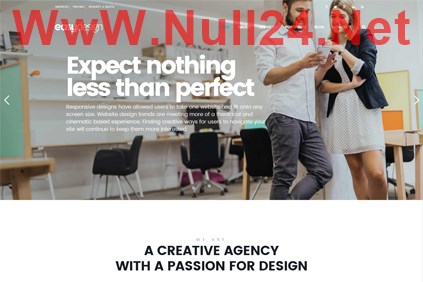 WwW.Null24.Net
easydesign
Expect nothing
less than perfect
Responsive designs have allowed users to take one website and fit onto any
screen size. Website design trends are meeting more of a theatrical and
cinematic based experience. Finding creative ways for users to navigate your
site will continue to keep them more interested.
WE ARE
A CREATIVE AGENCY
WITH A PASSION FOR DESIGN